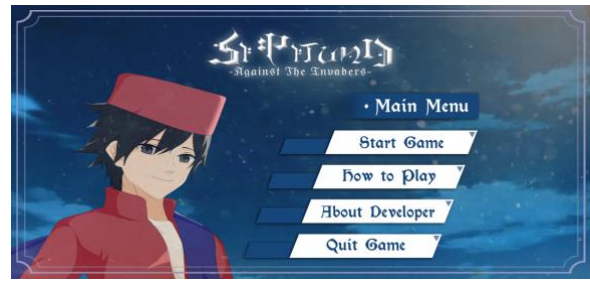 -Against The Invaders-
• Main Menu
Start Game
How to Play
About Developer
Quit Game